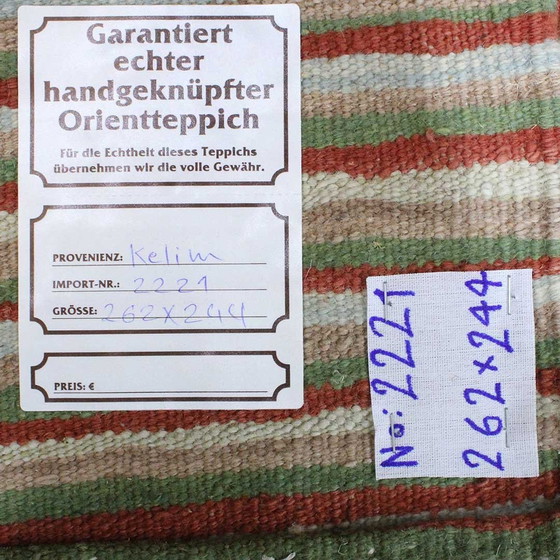 Garantiert
echter
handgeknüpfter
Orientteppich
Für die Echtheit dieses Teppichs
übernehmen wir die volle Gewähr.
PROVENIENZ: Kelim
IMPORT-NR.: 2221
GRÖSSE: 262x244
PREIS: €
No: 2221
262x244